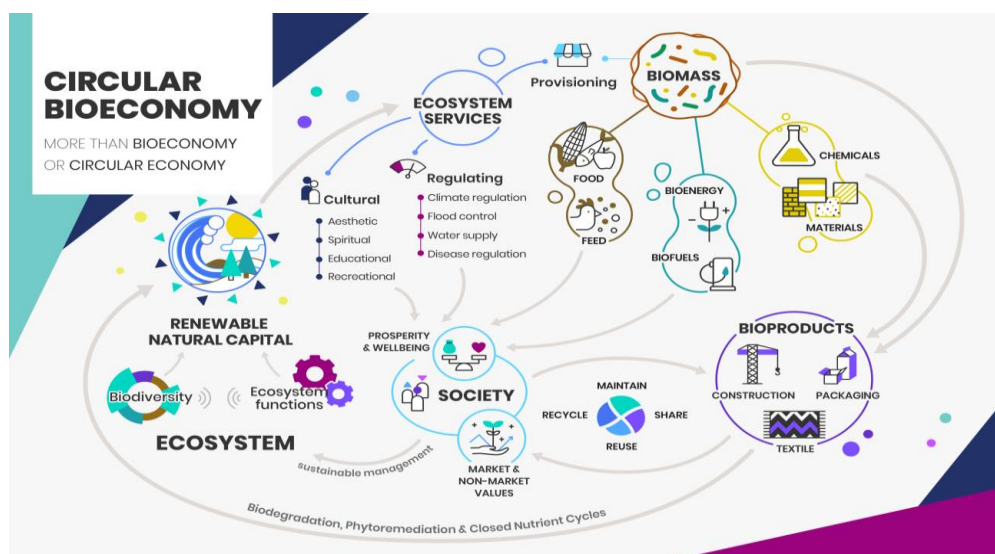 CIRCULAR
BIOECONOMY
MORE THAN BIOECONOMY
OR CIRCULAR ECONOMY
ECOSYSTEM
SERVICES
Provisioning
BIOMASS
Cultural
Aesthetic
Spiritual
Educational
Recreational
Regulating
Climate regulation
Flood control
Water supply
Disease regulation
FOOD
FEED
BIOENERGY
BIOFUELS
CHEMICALS
MATERIALS
RENEWABLE
NATURAL CAPITAL
Biodiversity
Ecosystem
functions
ECOSYSTEM
PROSPERITY
& WELLBEING
SOCIETY
MARKET &
NON-MARKET
VALUES
sustainable management
MAINTAIN
RECYCLE
SHARE
REUSE
BIOPRODUCTS
CONSTRUCTION
PACKAGING
TEXTILE
Biodegradation, Phytoremediation & Closed Nutrient Cycles